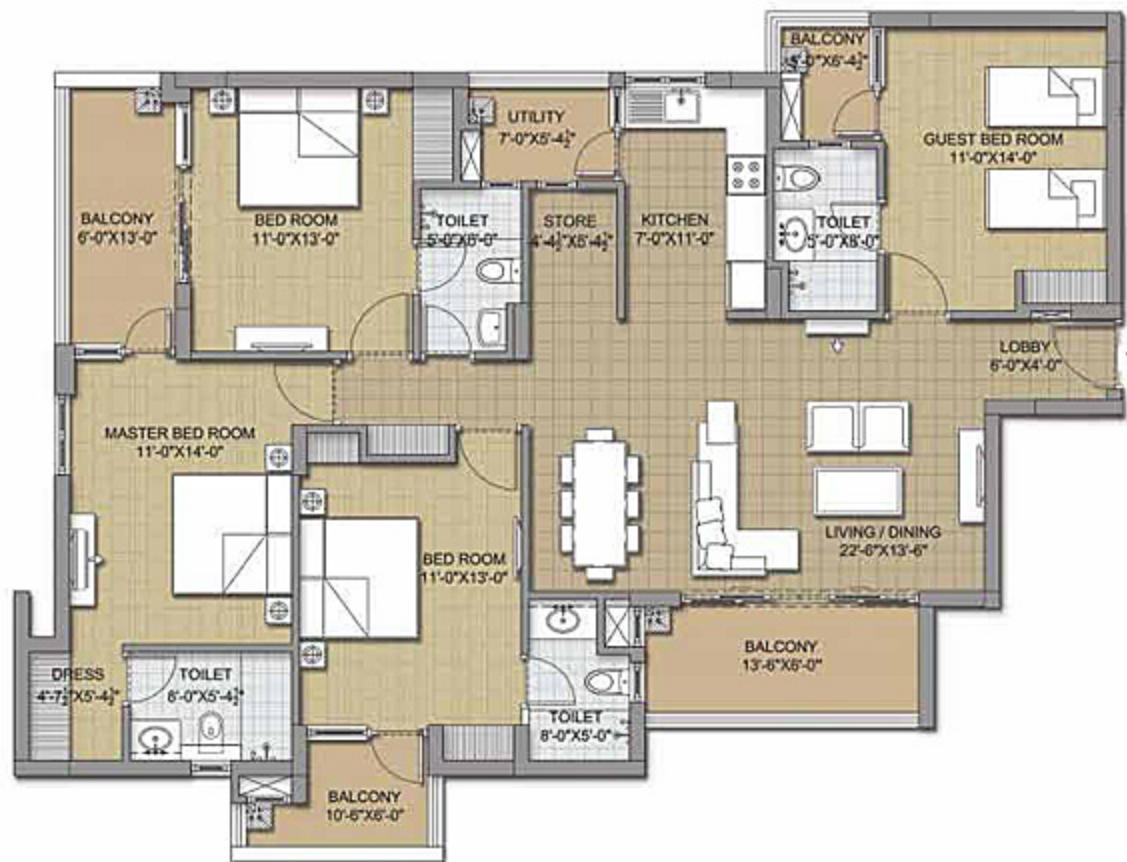 BALCONY
5'-0"X6'-4½"
GUEST BED ROOM
11'-0"X14'-0"
UTILITY
7'-0"X5'-4½"
BALCONY
6'-0"X13'-0"
BED ROOM
11'-0"X13'-0"
TOILET
5'-0"X8'-0"
STORE
4'-4½"X5'-4½"
KITCHEN
7'-0"X11'-0"
TOILET
5'-0"X8'-0"
LOBBY
6'-0"X4'-0"
MASTER BED ROOM
11'-0"X14'-0"
BED ROOM
11'-0"X13'-0"
LIVING / DINING
22'-6"X13'-6"
BALCONY
13'-6"X6'-0"
DRESS
4'-7½"X5'-4½"
TOILET
8'-0"X5'-4½"
TOILET
8'-0"X5'-0"
BALCONY
10'-6"X6'-0"